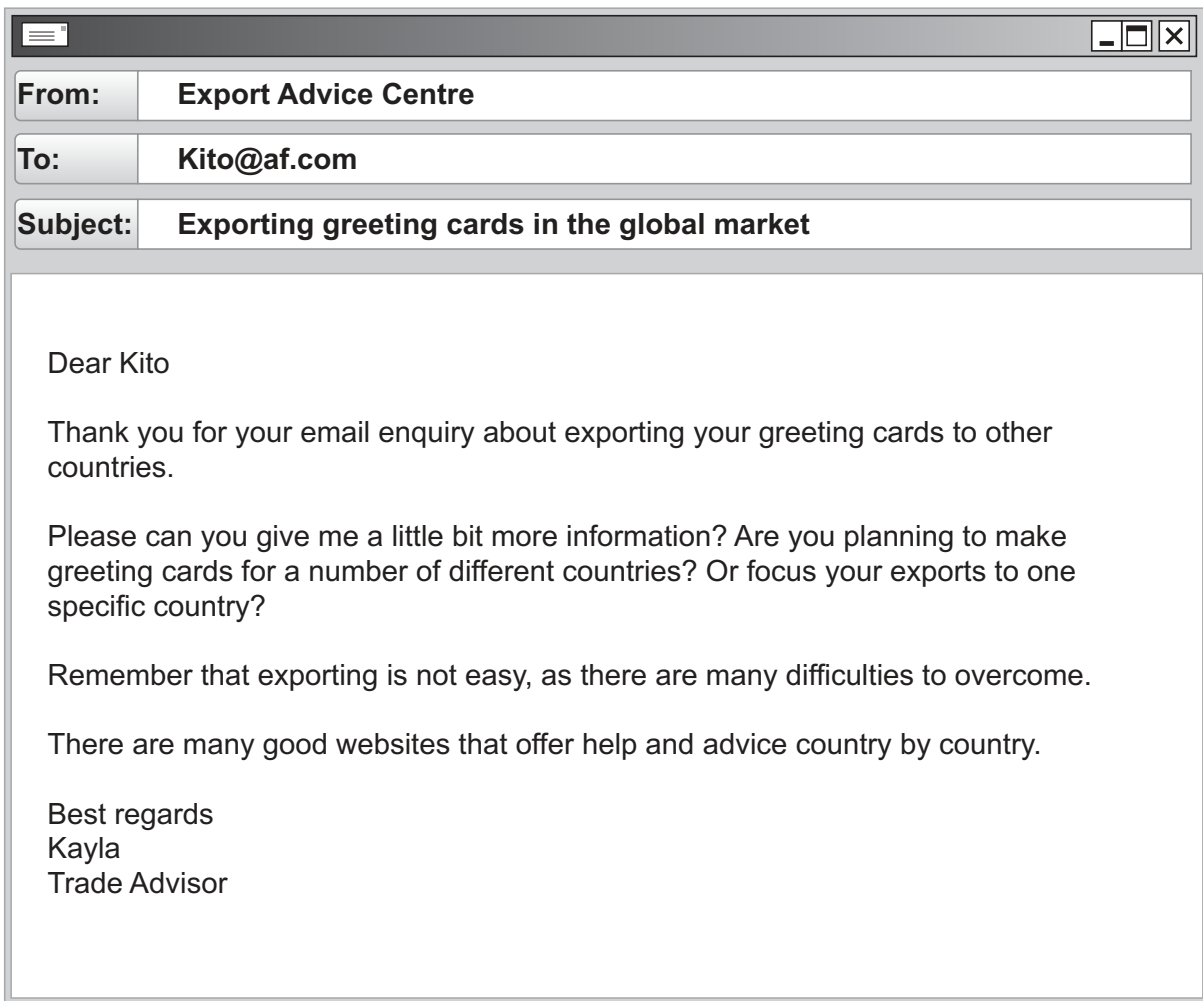 From: Export Advice Centre
To: Kito@af.com
Subject: Exporting greeting cards in the global market
Dear Kito
Thank you for your email enquiry about exporting your greeting cards to other
countries.
Please can you give me a little bit more information? Are you planning to make
greeting cards for a number of different countries? Or focus your exports to one
specific country?
Remember that exporting is not easy, as there are many difficulties to overcome.
There are many good websites that offer help and advice country by country.
Best regards
Kayla
Trade Advisor